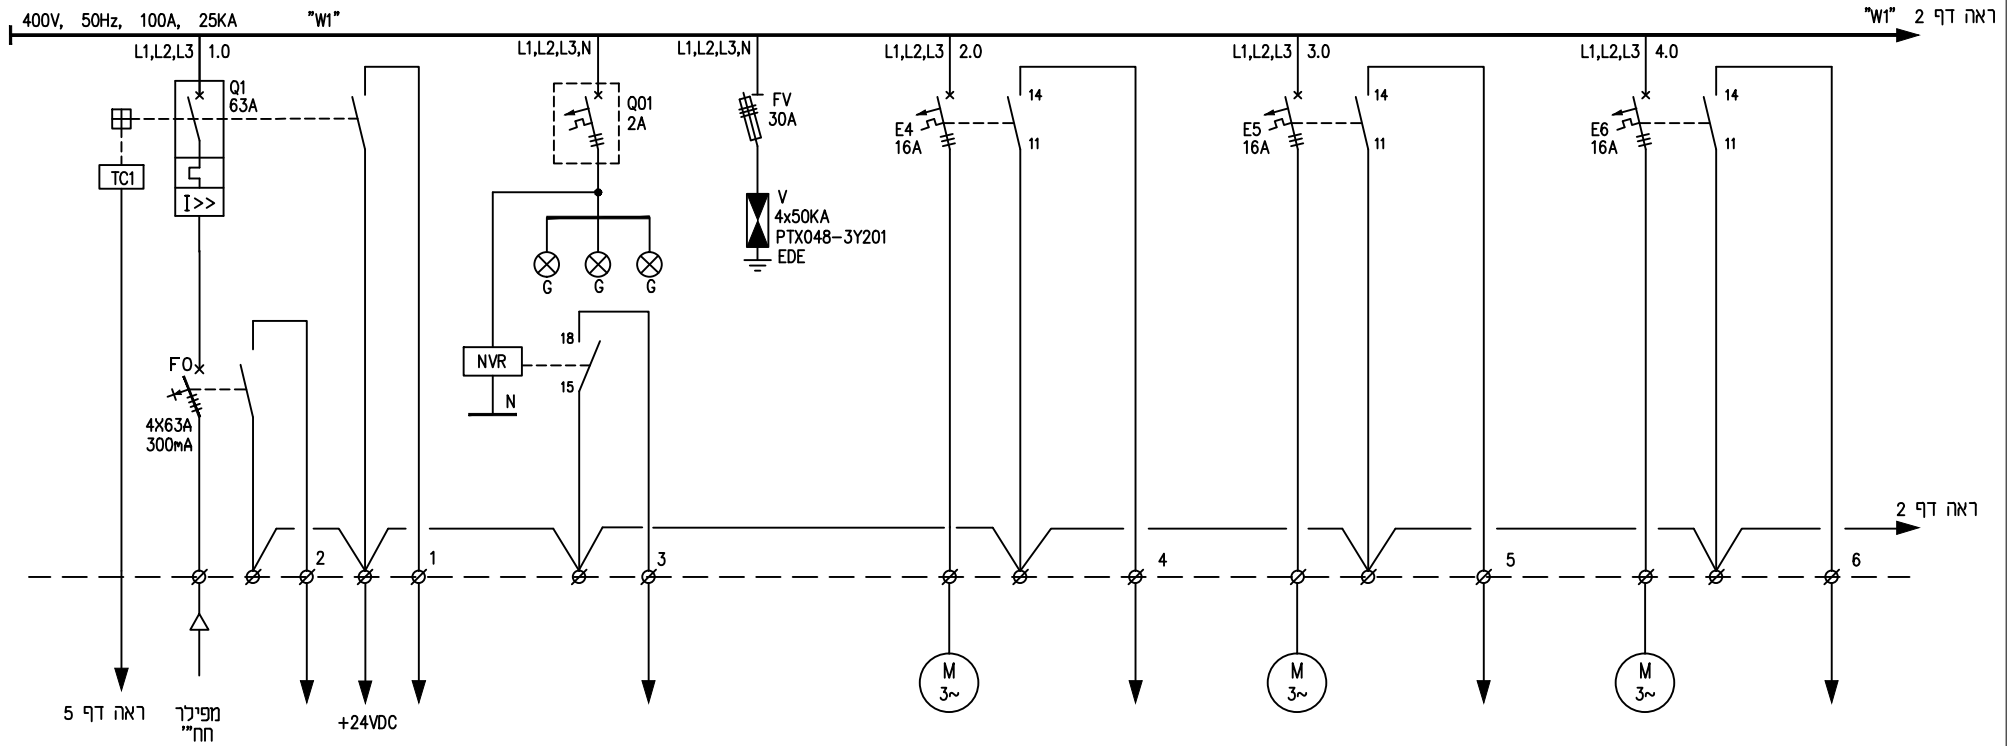 400V, 50Hz, 100A, 25KA "W1" "W1" ראה דף 2
L1,L2,L3 1.0
L1,L2,L3,N
L1,L2,L3,N
L1,L2,L3 2.0
L1,L2,L3 3.0
L1,L2,L3 4.0
Q1
63A
TC1
I>>
Q01
2A
FV
30A
V
4x50KA
PTX048-3Y201
EDE
G G G
E4
16A
14
11
E5
16A
14
11
E6
16A
14
11
NVR
N
18
15
F0
4X63A
300mA
ראה דף 2
2 1 3 4 5 6
M
3~
M
3~
M
3~
ראה דף 5
מפילר
חח"י
+24VDC